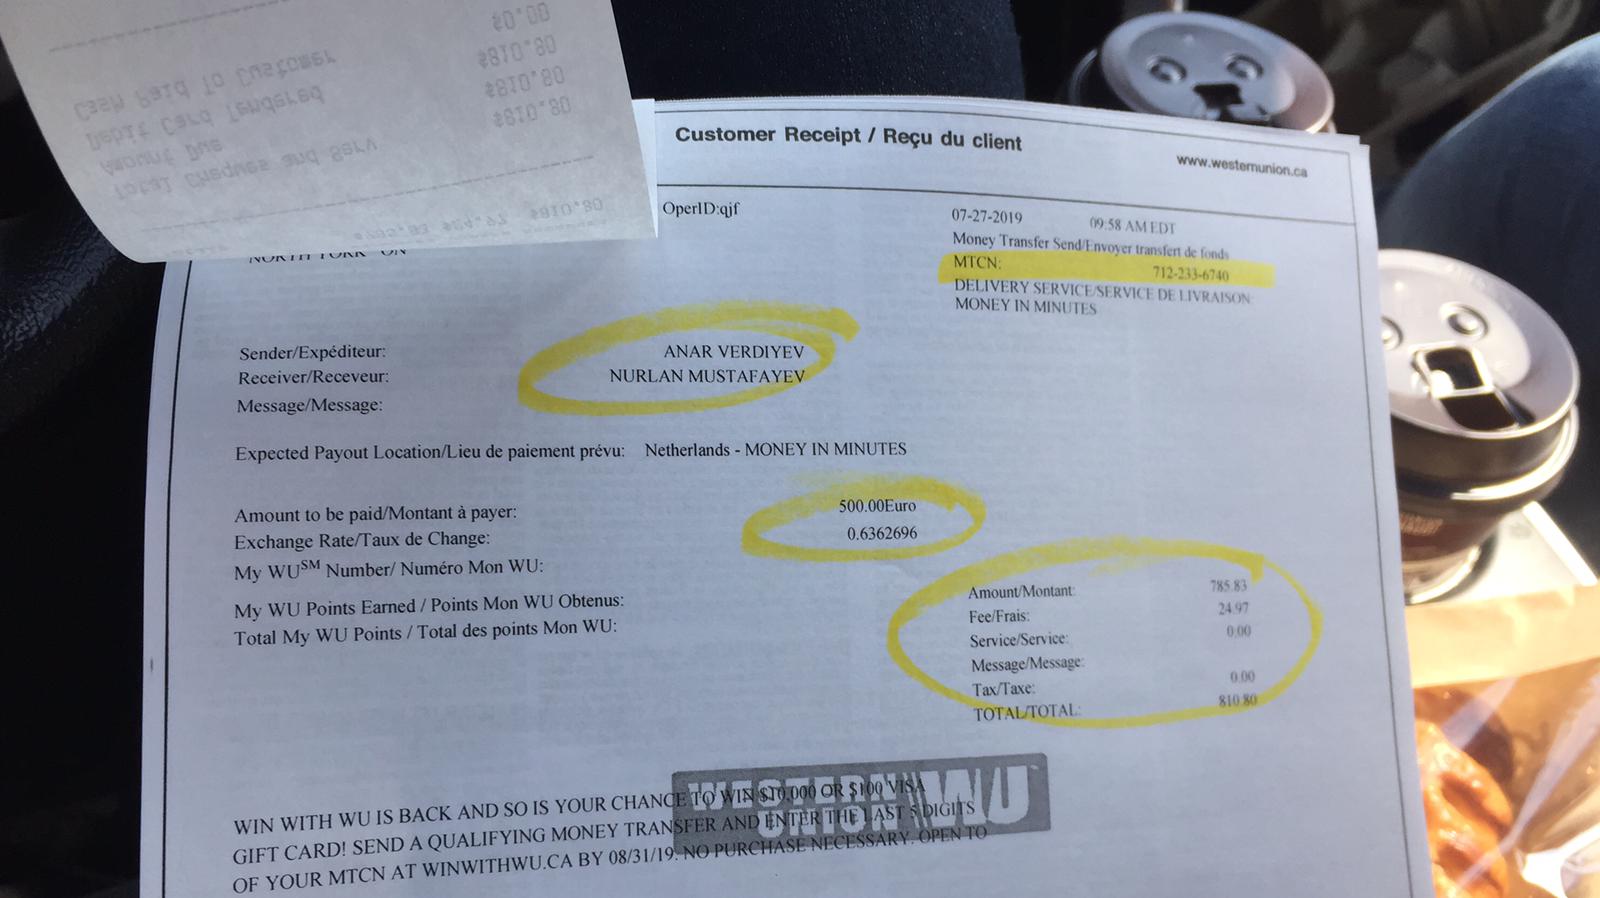 $0.00
Cash Paid To Customer $810.80
Debit Card Tendered $810.80
Amount Due $810.80
Total Cheques and Serv
$24.97 $810.80
Customer Receipt / Reçu du client
www.westernunion.ca
OperID:qjf
07-27-2019 09:58 AM EDT
Money Transfer Send/Envoyer transfert de fonds
MTCN: 712-233-6740
DELIVERY SERVICE/SERVICE DE LIVRAISON:
MONEY IN MINUTES
NORTH YORK ON
Sender/Expéditeur: ANAR VERDIYEV
Receiver/Receveur: NURLAN MUSTAFAYEV
Message/Message:
Expected Payout Location/Lieu de paiement prévu: Netherlands - MONEY IN MINUTES
Amount to be paid/Montant à payer: 500.00Euro
Exchange Rate/Taux de Change: 0.6362696
My WUSM Number/ Numéro Mon WU:
My WU Points Earned / Points Mon WU Obtenus:
Total My WU Points / Total des points Mon WU:
Amount/Montant: 785.83
Fee/Frais: 24.97
Service/Service: 0.00
Message/Message:
Tax/Taxe: 0.00
TOTAL/TOTAL: 810.80
WESTERN UNION WU
WIN WITH WU IS BACK AND SO IS YOUR CHANCE TO WIN $10,000 OR $100 VISA
GIFT CARD! SEND A QUALIFYING MONEY TRANSFER AND ENTER THE LAST 5 DIGITS
OF YOUR MTCN AT WINWITHWU.CA BY 08/31/19. NO PURCHASE NECESSARY. OPEN TO